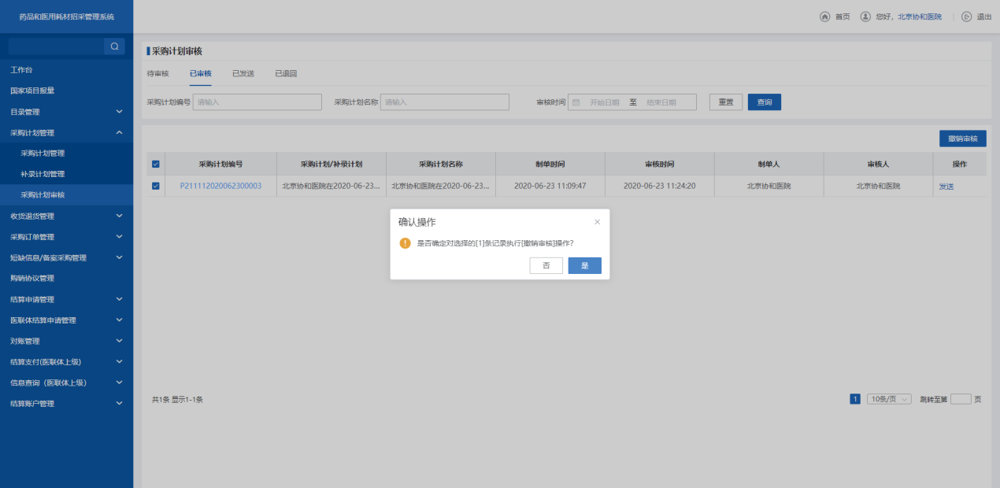 药品和医用耗材招采管理系统
首页 您好，北京协和医院 退出
工作台
国家项目报量
目录管理
采购计划管理
采购计划管理
补录计划管理
采购计划审核
收货退货管理
采购订单管理
短缺信息/备案采购管理
购销协议管理
结算申请管理
医联体结算申请管理
对账管理
结算支付(医联体上级)
信息查询（医联体上级）
结算账户管理
采购计划审核
待审核 已审核 已发送 已退回
采购计划编号 请输入 采购计划名称 请输入 审核时间 开始日期 至 结束日期 重置 查询
撤销审核
采购计划编号 采购计划/补录计划 采购计划名称 制单时间 审核时间 制单人 审核人 操作
P211112020062300003 北京协和医院在2020-06-23... 北京协和医院在2020-06-23... 2020-06-23 11:09:47 2020-06-23 11:24:20 北京协和医院 北京协和医院 发送
确认操作
是否确定对选择的[1]条记录执行[撤销审核]操作?
否 是
共1条 显示1-1条 1 10条/页 跳转至第 页